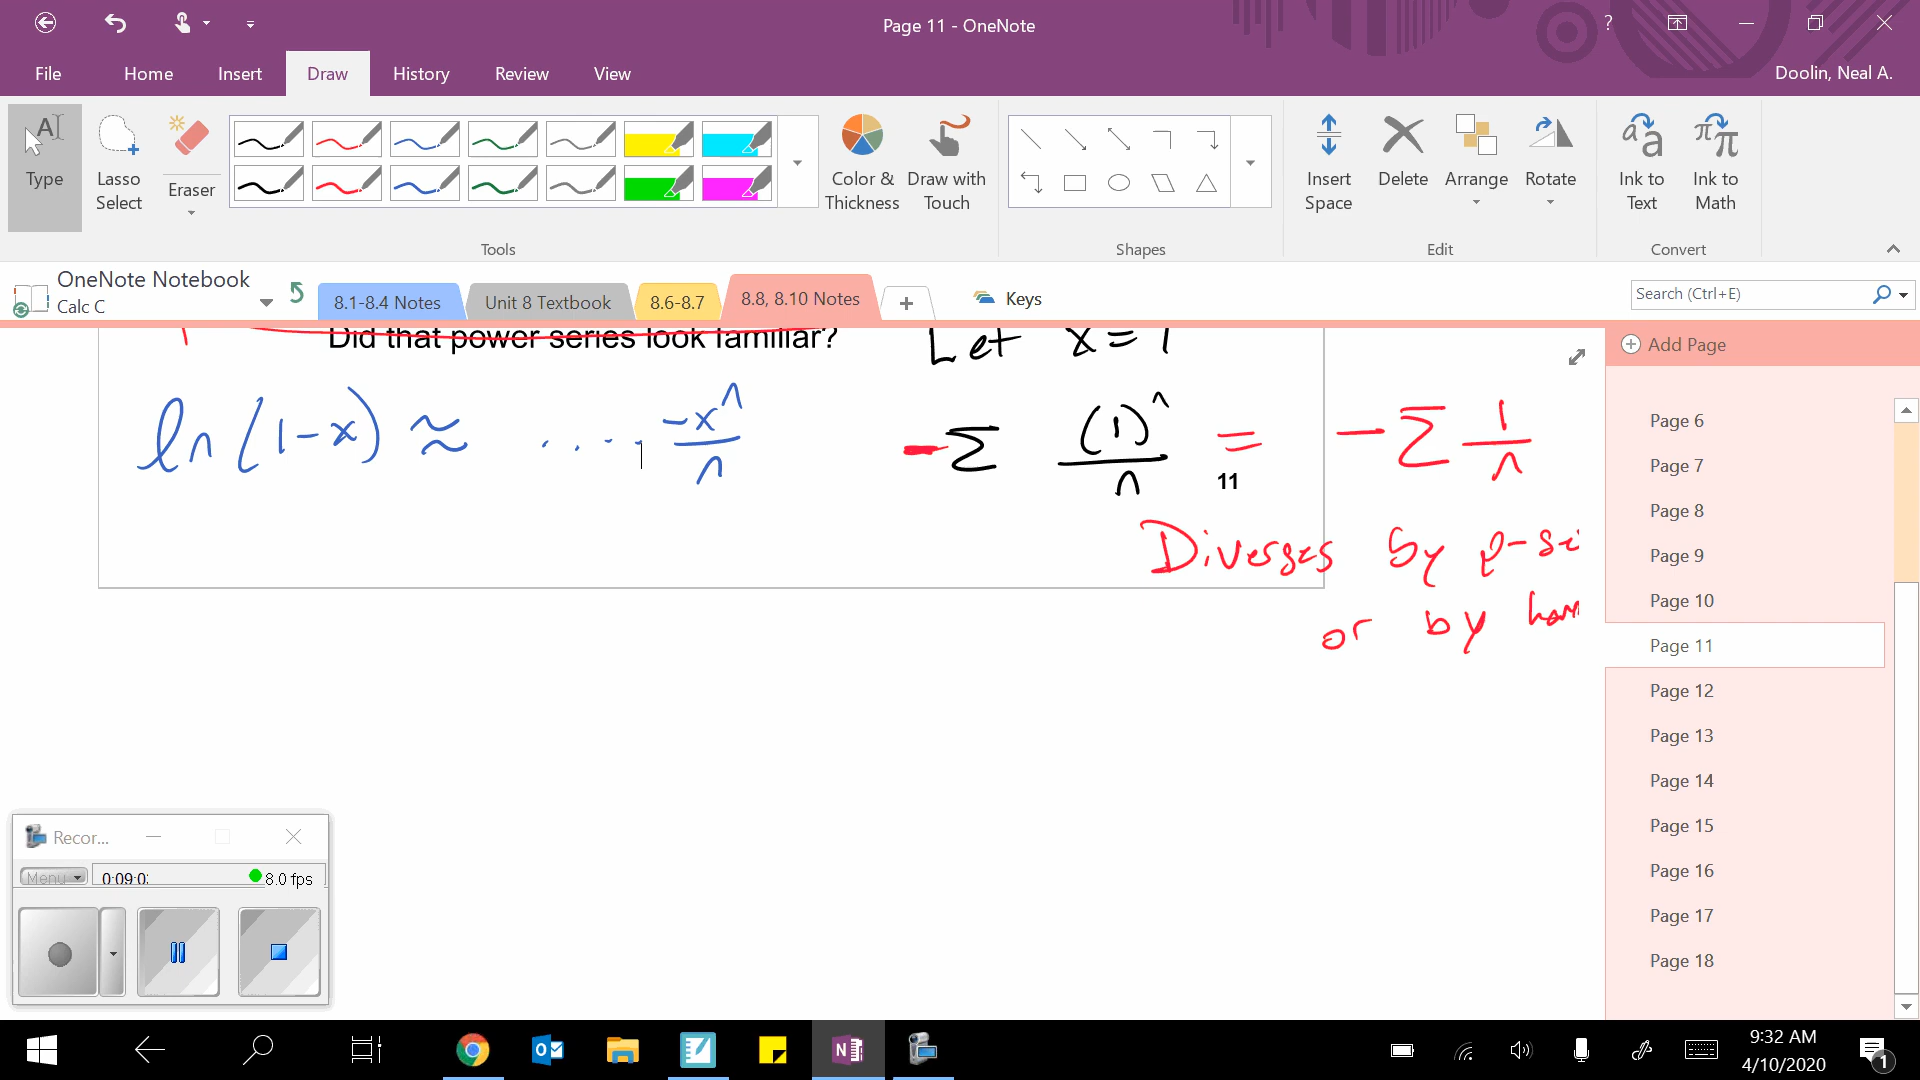 Page 11 - OneNote
?
File Home Insert Draw History Review View
Doolin, Neal A.
Type
Lasso Select
Eraser
Color & Thickness
Draw with Touch
Insert Space
Delete
Arrange
Rotate
Ink to Text
Ink to Math
Tools
Shapes
Edit
Convert
OneNote Notebook
Calc C
8.1-8.4 Notes
Unit 8 Textbook
8.6-8.7
8.8, 8.10 Notes
Keys
Search (Ctrl+E)
Did that power series look familiar?
Let x = 1
ln (1-x) ≈ .... -x^n/n
-Σ (1)^n/n = -Σ 1/n
11
Diverges by p-se
or by
Add Page
Page 6
Page 7
Page 8
Page 9
Page 10
Page 11
Page 12
Page 13
Page 14
Page 15
Page 16
Page 17
Page 18
Recor...
Menu
0:09:0
8.0 fps
9:32 AM
4/10/2020
1